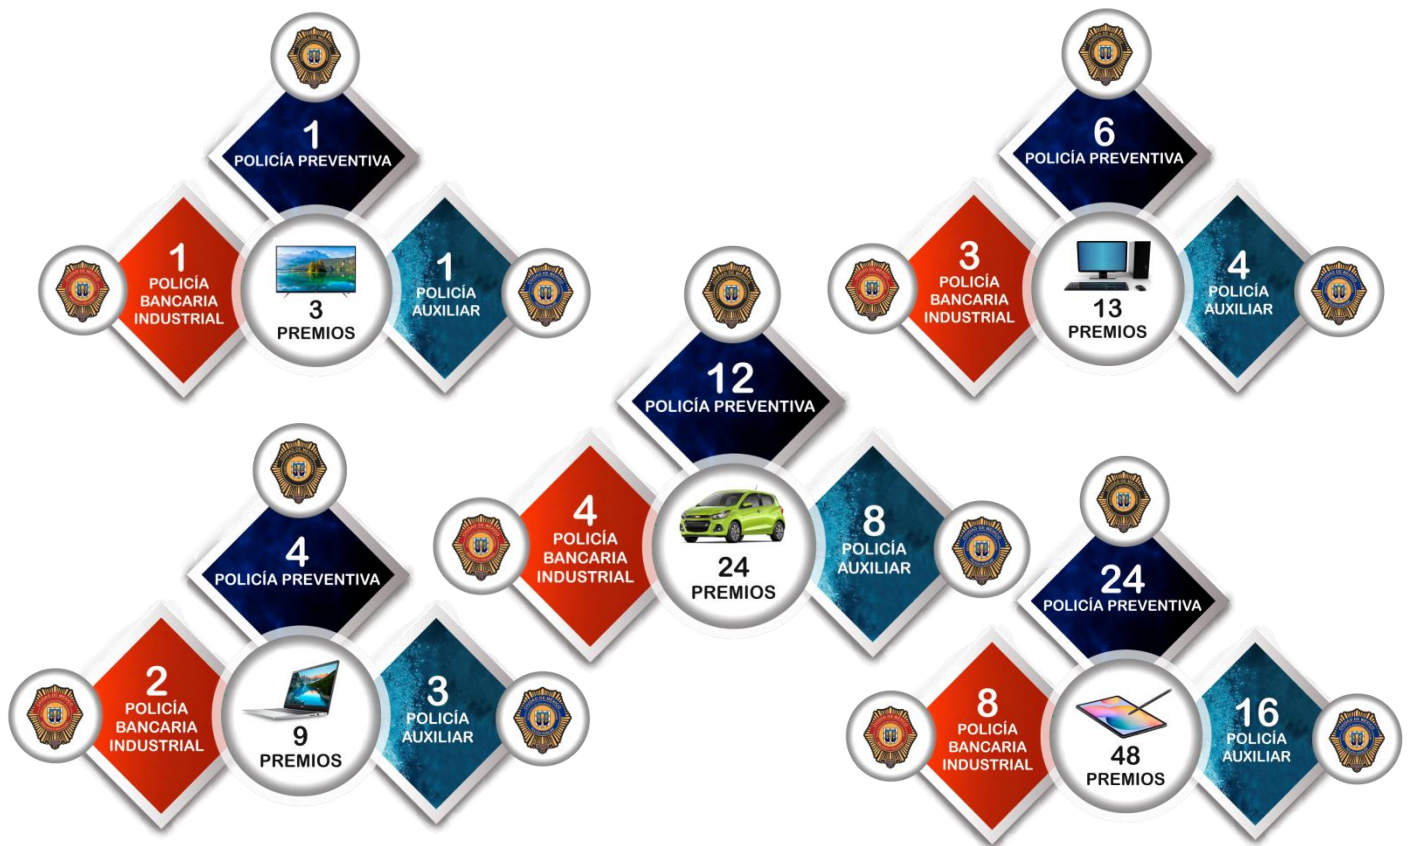 1
POLICÍA PREVENTIVA
1
POLICÍA
BANCARIA
INDUSTRIAL
3
PREMIOS
1
POLICÍA
AUXILIAR
6
POLICÍA PREVENTIVA
3
POLICÍA
BANCARIA
INDUSTRIAL
13
PREMIOS
4
POLICÍA
AUXILIAR
12
POLICÍA PREVENTIVA
4
POLICÍA
BANCARIA
INDUSTRIAL
24
PREMIOS
8
POLICÍA
AUXILIAR
4
POLICÍA PREVENTIVA
2
POLICÍA
BANCARIA
INDUSTRIAL
9
PREMIOS
3
POLICÍA
AUXILIAR
24
POLICÍA PREVENTIVA
8
POLICÍA
BANCARIA
INDUSTRIAL
48
PREMIOS
16
POLICÍA
AUXILIAR